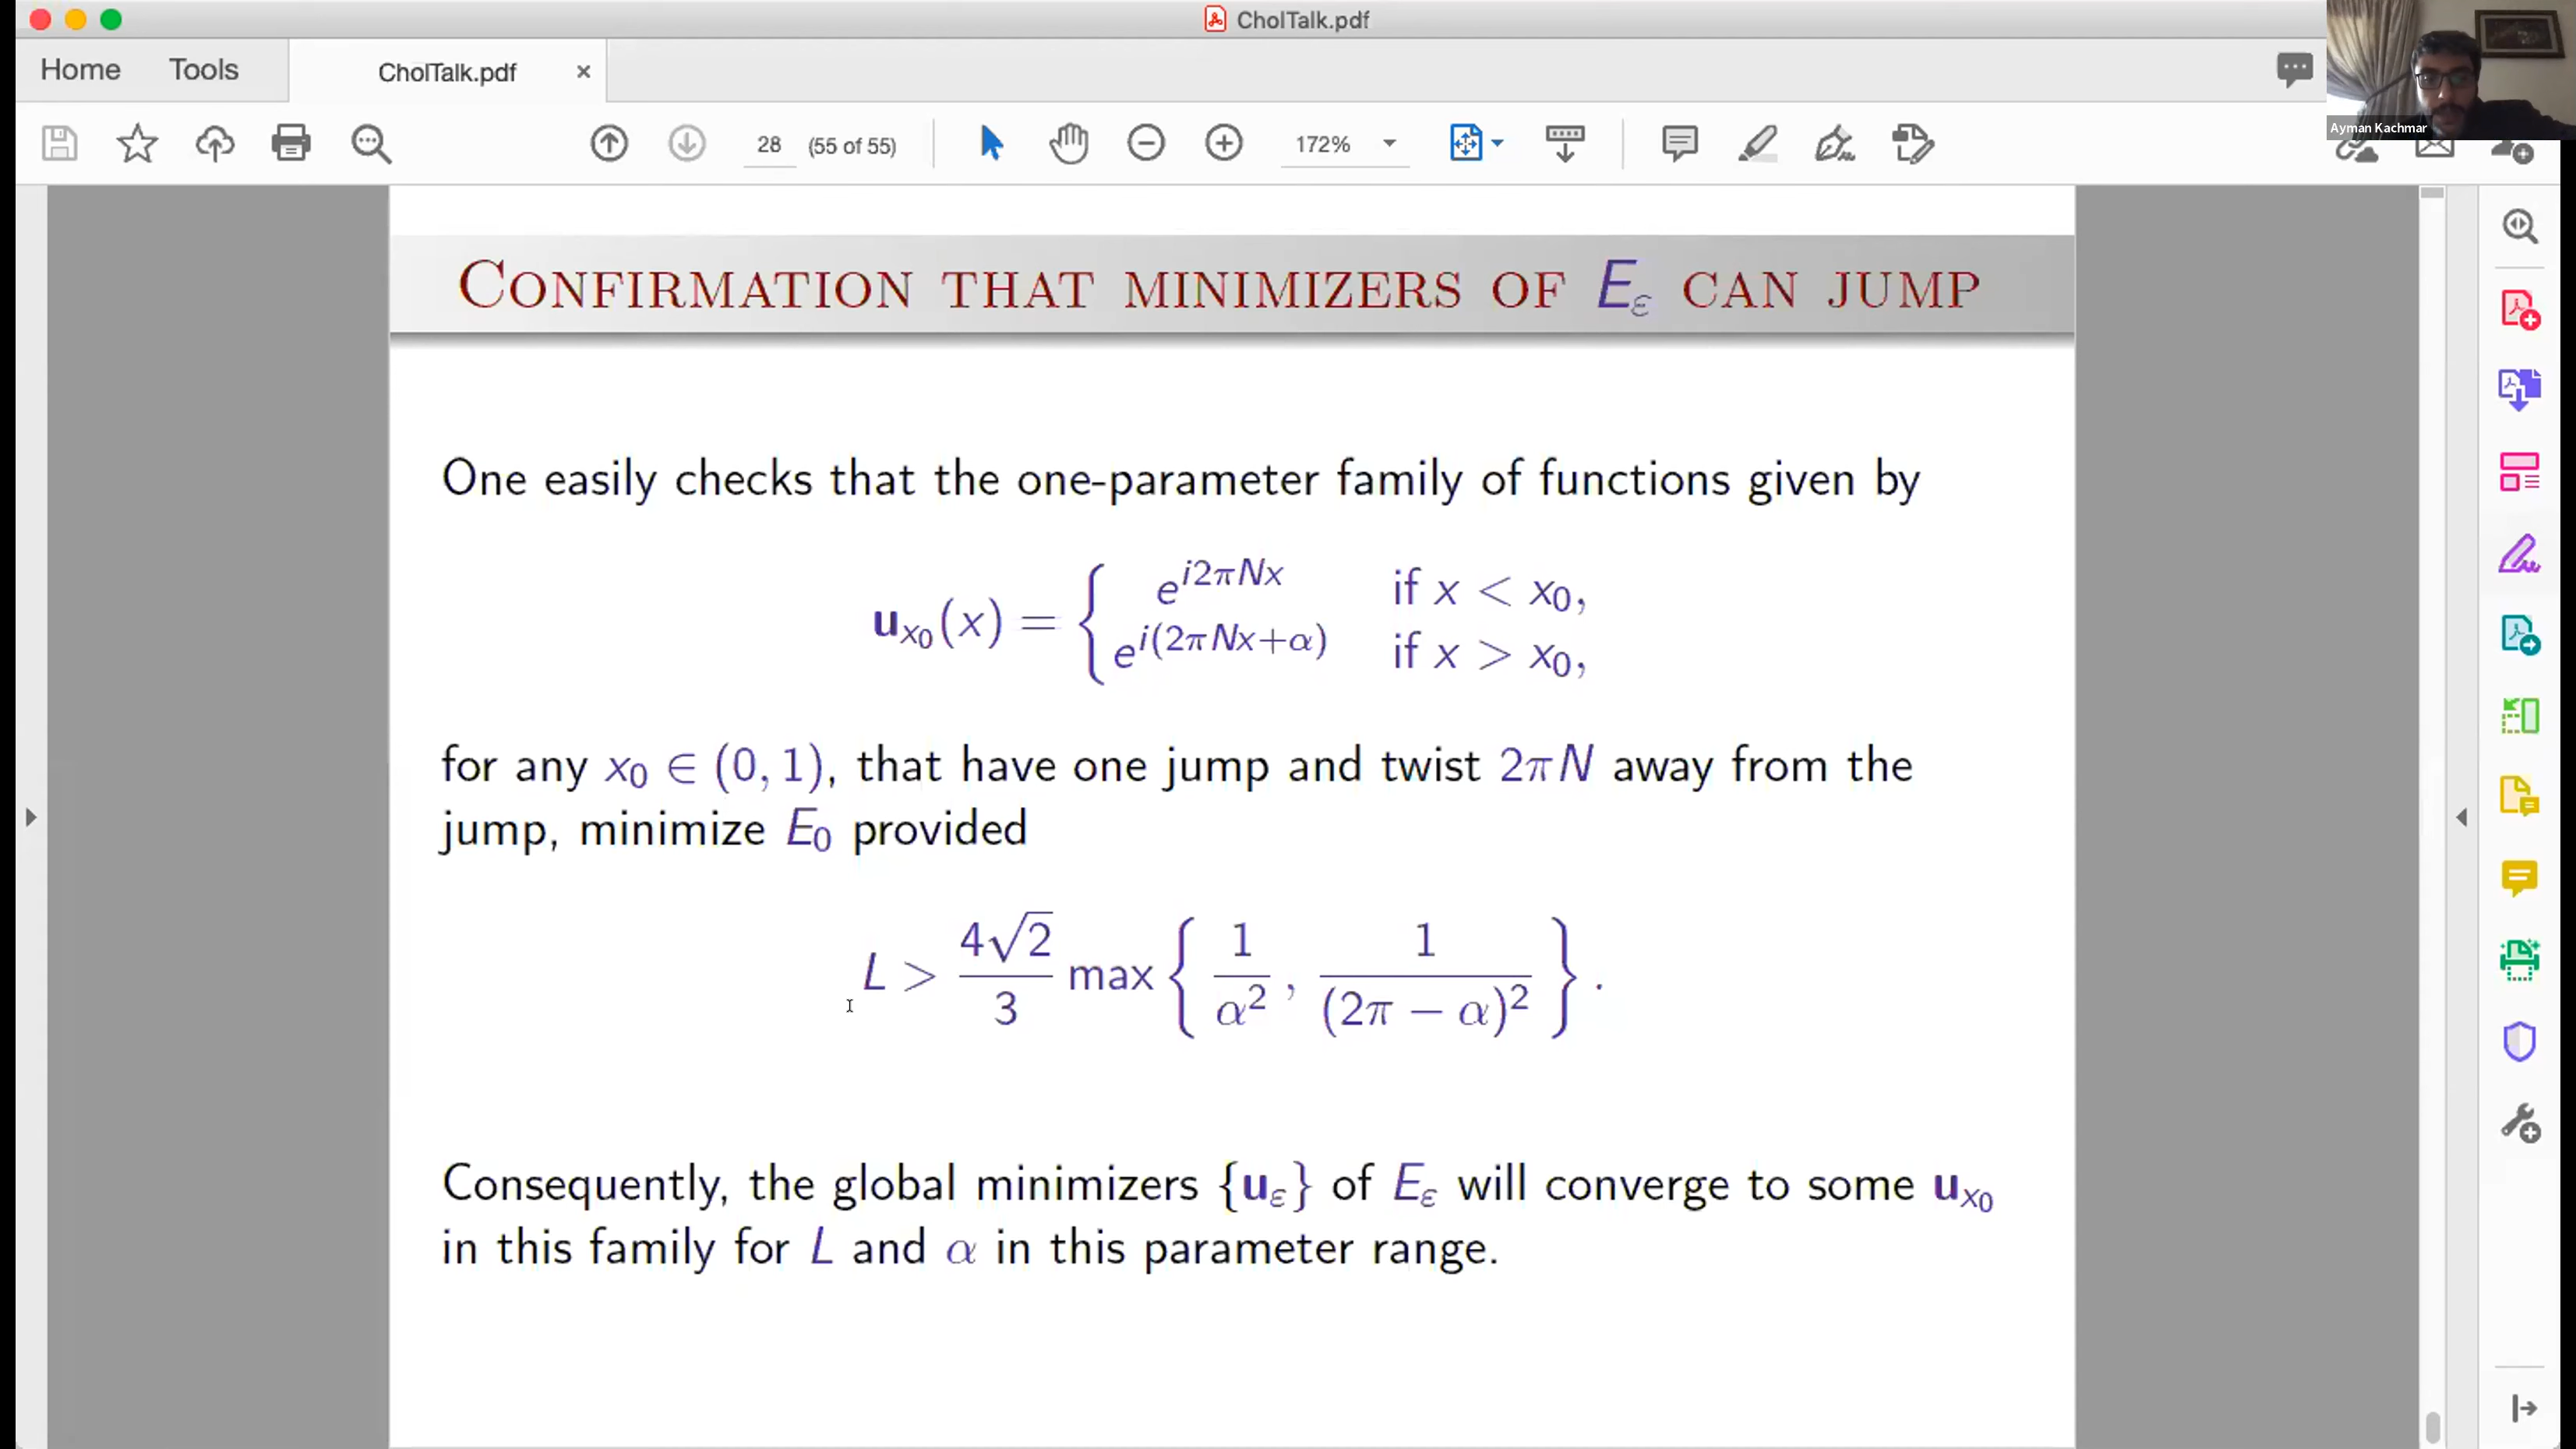 CholTalk.pdf
Home Tools CholTalk.pdf ×
28 (55 of 55) 172%
Ayman Kachmar
CONFIRMATION THAT MINIMIZERS OF E_ε CAN JUMP
One easily checks that the one-parameter family of functions given by
u_{x_0}(x) = { e^{i2πNx} if x < x_0,
e^{i(2πNx+α)} if x > x_0,
for any x_0 ∈ (0, 1), that have one jump and twist 2πN away from the
jump, minimize E_0 provided
L > \frac{4√2}{3} max { \frac{1}{α^2}, \frac{1}{(2π − α)^2} }.
Consequently, the global minimizers {u_ε} of E_ε will converge to some u_{x_0}
in this family for L and α in this parameter range.